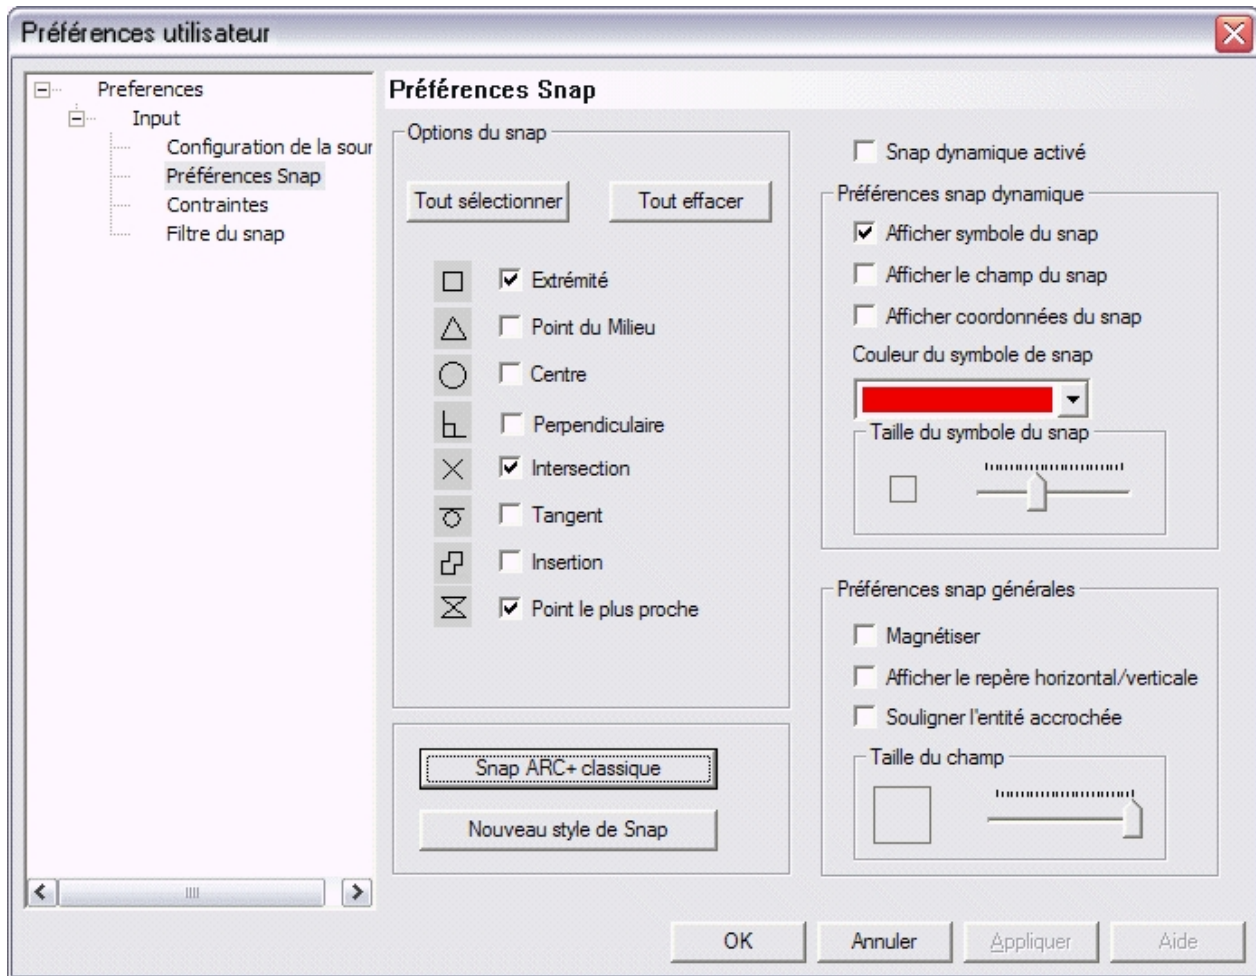 Préférences utilisateur
Preferences
Input
Configuration de la sour
Préférences Snap
Contraintes
Filtre du snap
Préférences Snap
Options du snap
Tout sélectionner
Tout effacer
Extrémité
Point du Milieu
Centre
Perpendiculaire
Intersection
Tangent
Insertion
Point le plus proche
Snap ARC+ classique
Nouveau style de Snap
Snap dynamique activé
Préférences snap dynamique
Afficher symbole du snap
Afficher le champ du snap
Afficher coordonnées du snap
Couleur du symbole de snap
Taille du symbole du snap
Préférences snap générales
Magnétiser
Afficher le repère horizontal/verticale
Souligner l'entité accrochée
Taille du champ
OK
Annuler
Appliquer
Aide